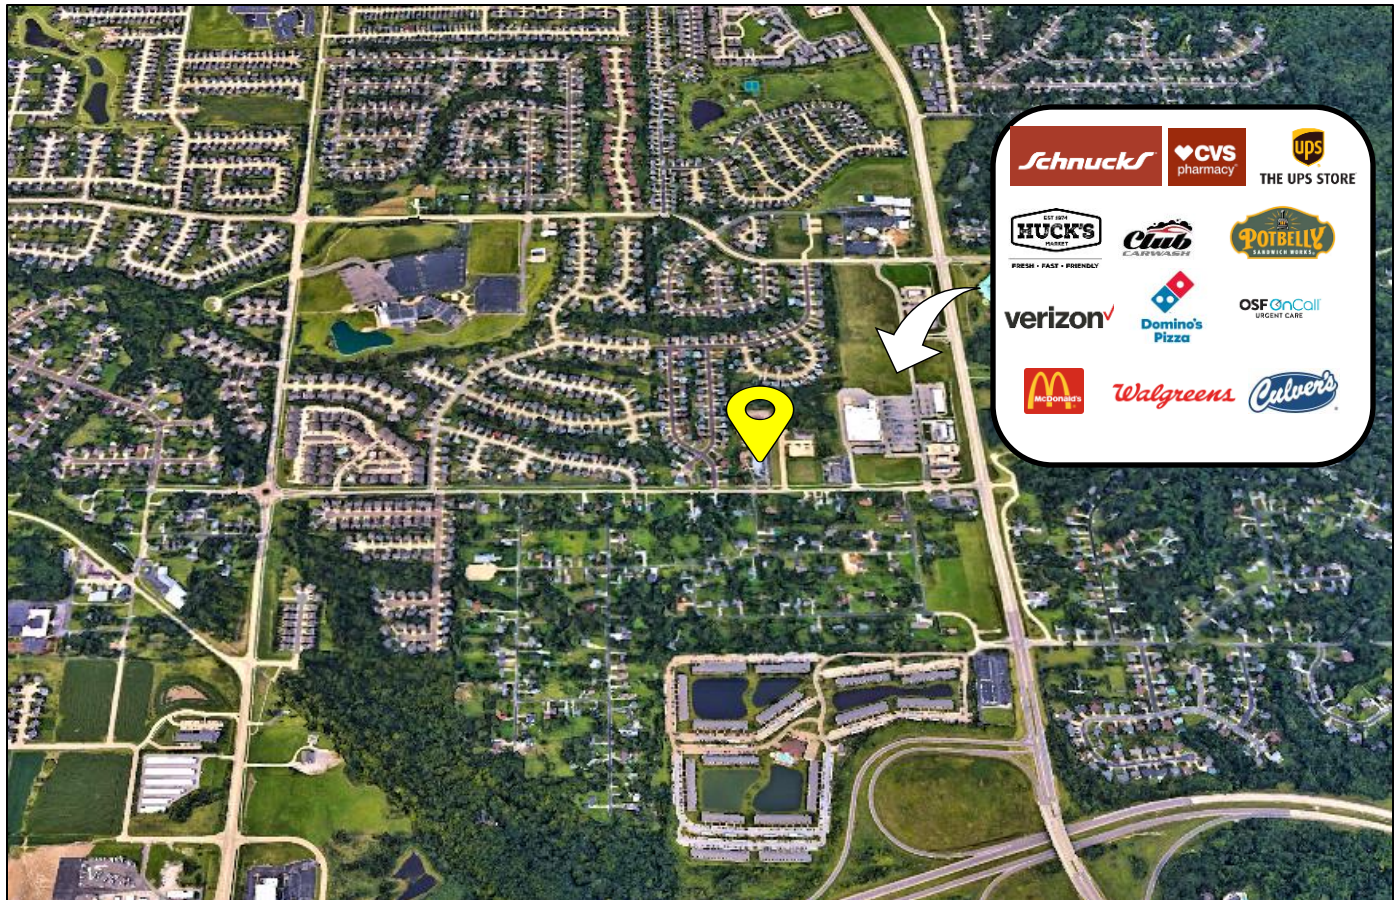 Schnucks
CVS
pharmacy
ups
THE UPS STORE
EST 1974
HUCK'S
MARKET
FRESH • FAST • FRIENDLY
Club
CARWASH
POTBELLY
SANDWICH WORKS
verizon
Domino's
Pizza
OSF OnCall
URGENT CARE
McDonald's
Walgreens
Culver's